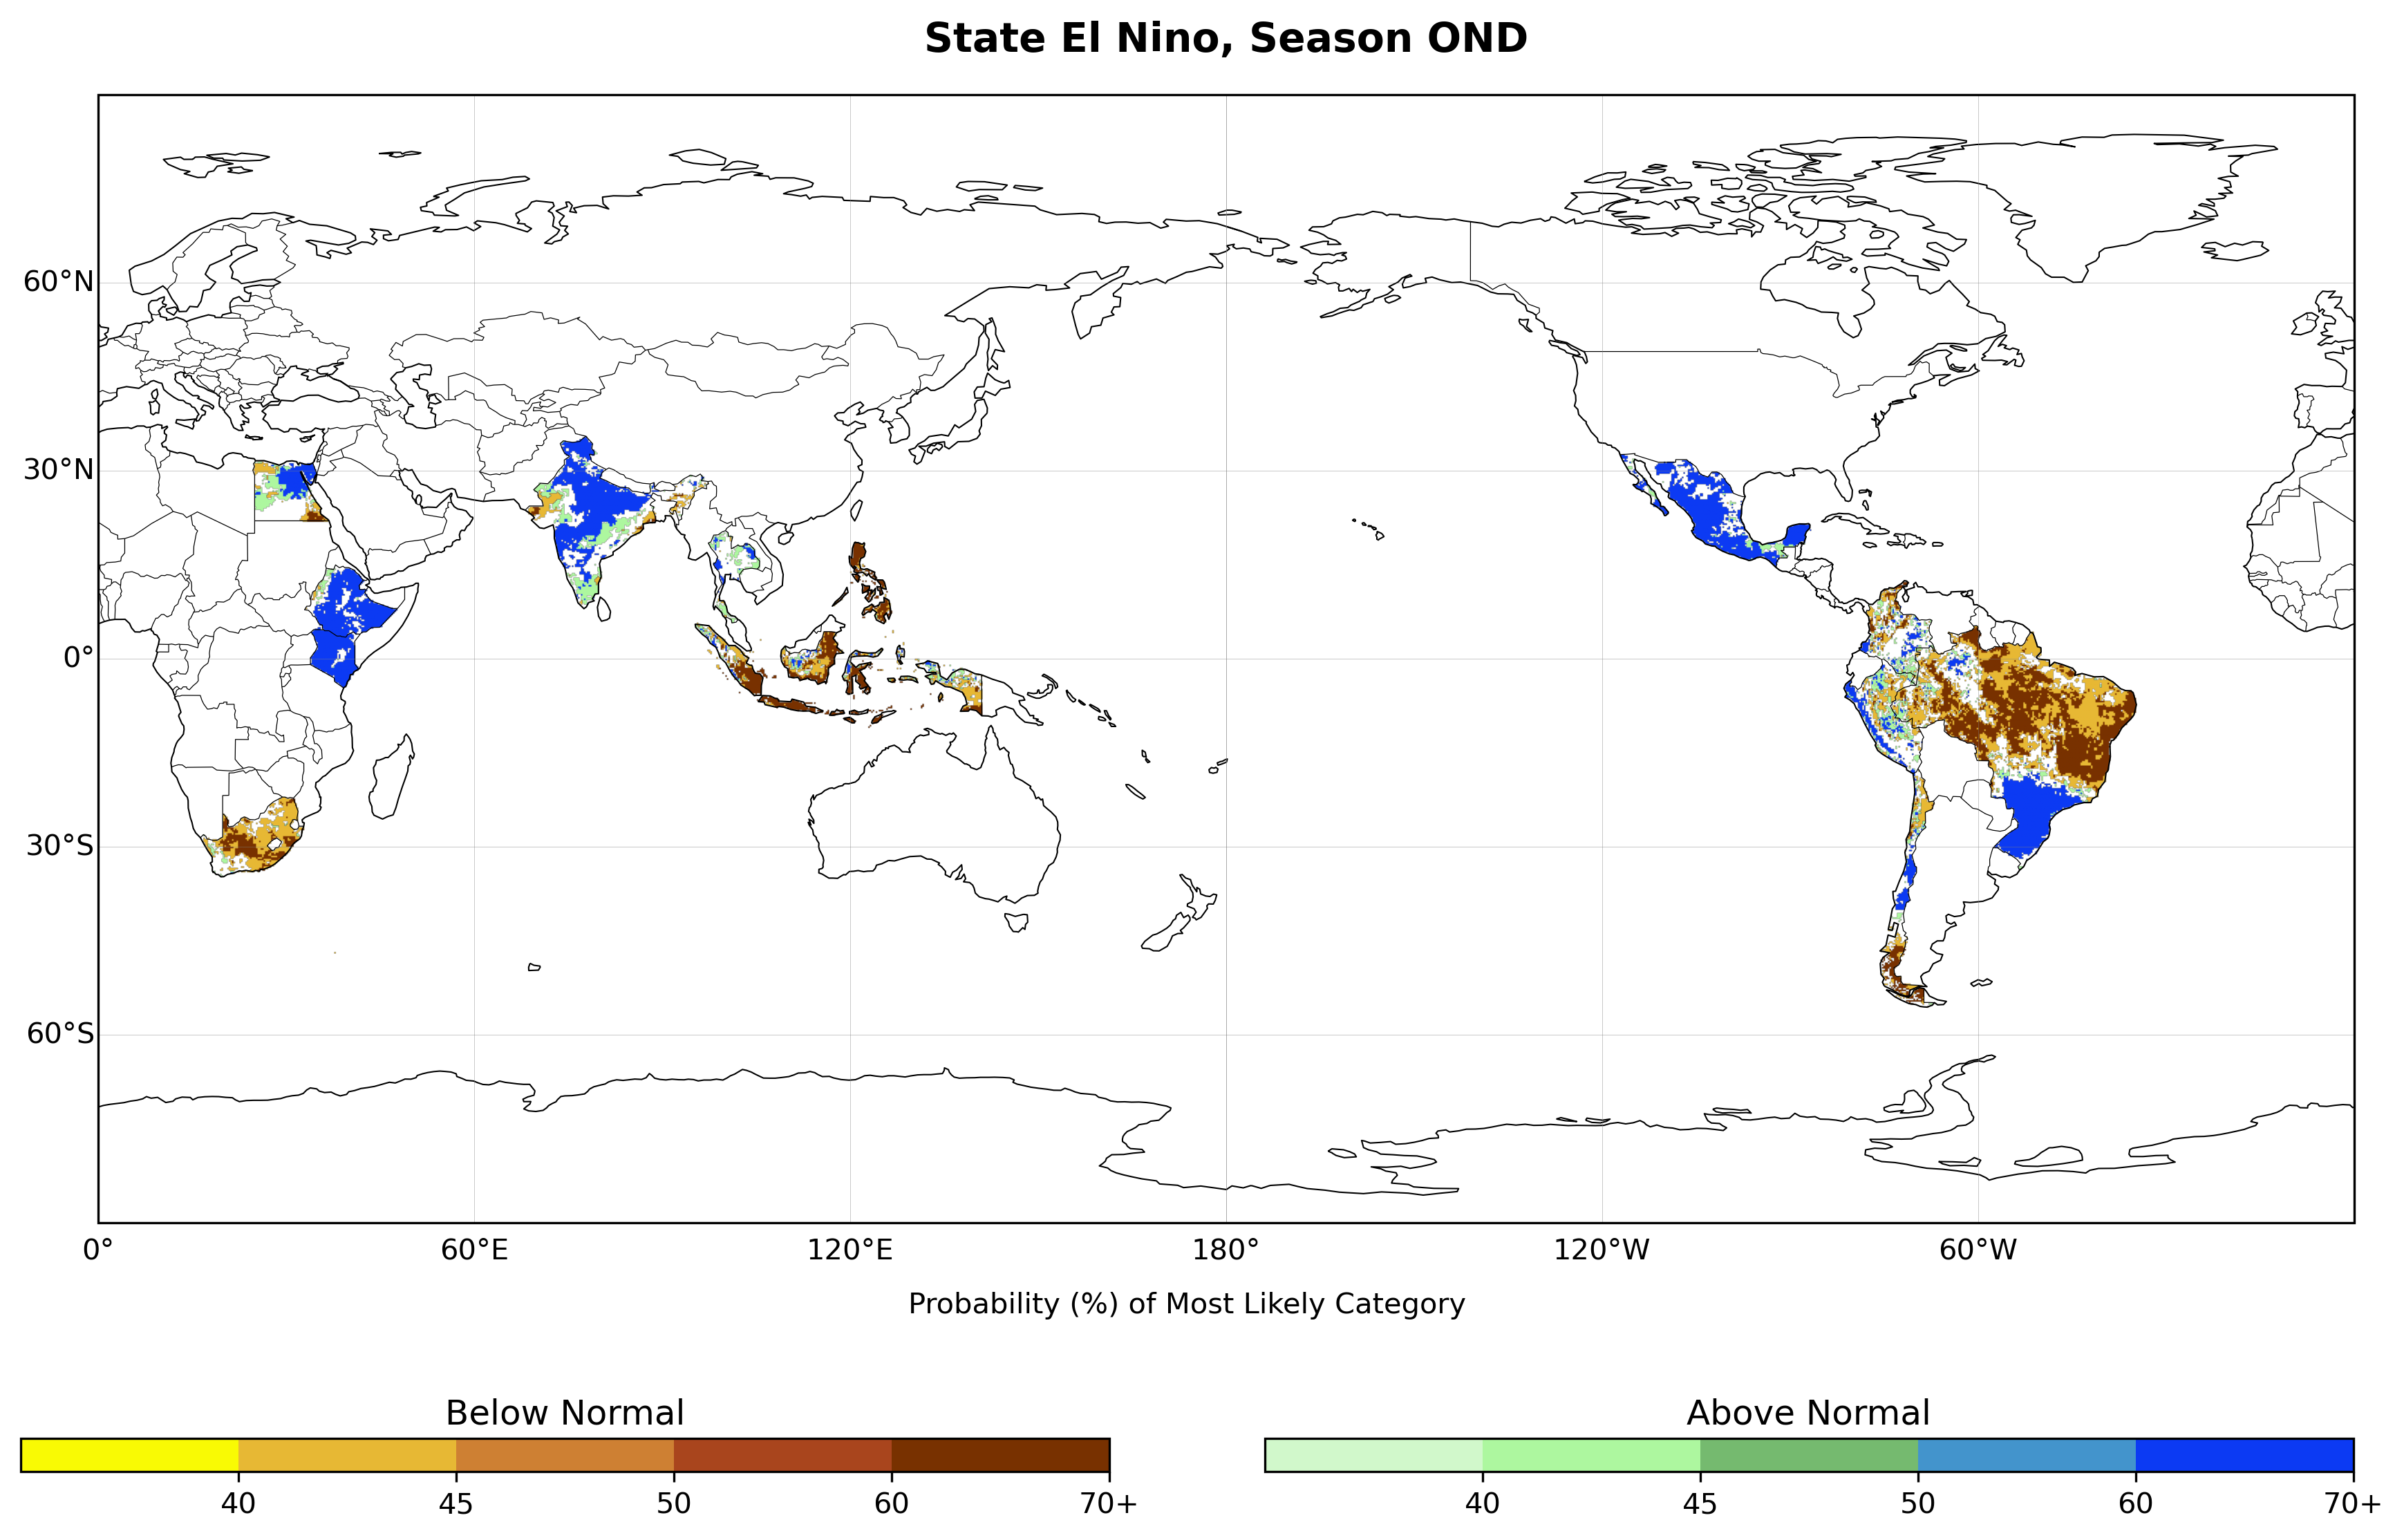 State El Nino, Season OND
60°N
30°N
0°
30°S
60°S
0° 60°E 120°E 180° 120°W 60°W
Probability (%) of Most Likely Category
Below Normal
40 45 50 60 70+
Above Normal
40 45 50 60 70+